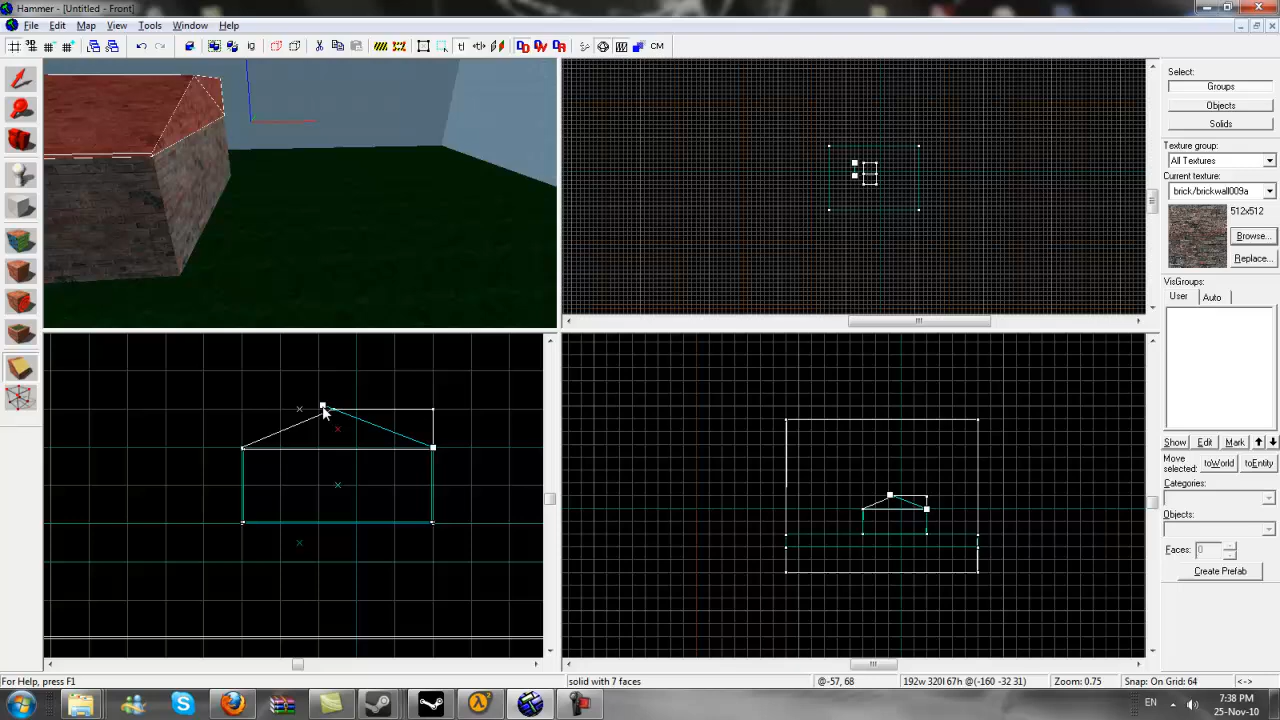 Hammer - [Untitled - Front]
File Edit Map View Tools Window Help
CM
Select:
Groups
Objects
Solids
Texture group:
All Textures
Current texture:
brick/brickwall009a
512x512
Browse...
Replace...
VisGroups:
User Auto
Show Edit Mark
Move selected: toWorld toEntity
Categories:
Objects:
Faces: 0
Create Prefab
For Help, press F1
solid with 7 faces
@-57, 68
192w 320l 67h @(-160 -32 31)
Zoom: 0.75
Snap: On Grid: 64
<->
EN
7:38 PM
25-Nov-10